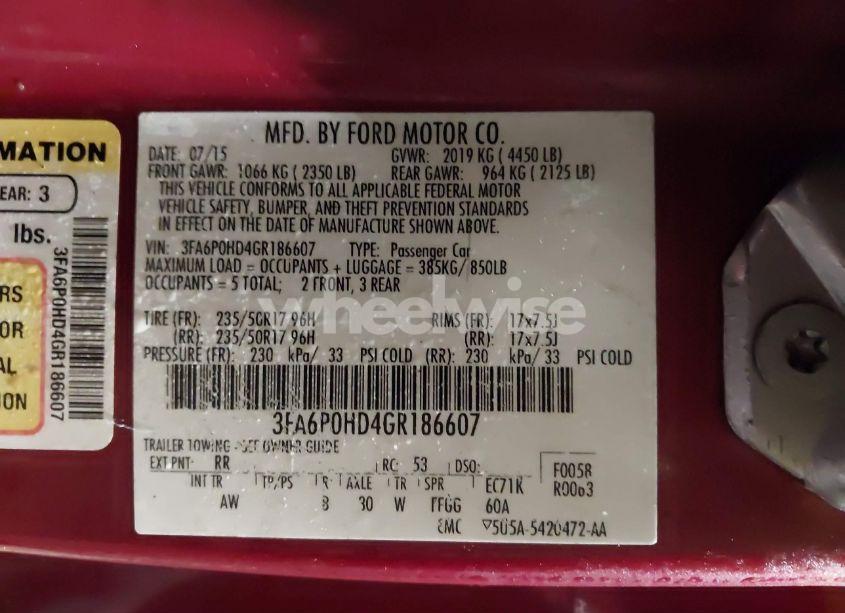 MATION
EAR: 3
lbs.
RS
OR
AL
ION
3FA6P0HD4GR186607
MFD. BY FORD MOTOR CO.
DATE: 07/15 GVWR: 2019 KG ( 4450 LB)
FRONT GAWR: 1066 KG ( 2350 LB) REAR GAWR: 964 KG ( 2125 LB)
THIS VEHICLE CONFORMS TO ALL APPLICABLE FEDERAL MOTOR
VEHICLE SAFETY, BUMPER, AND THEFT PREVENTION STANDARDS
IN EFFECT ON THE DATE OF MANUFACTURE SHOWN ABOVE.
VIN: 3FA6P0HD4GR186607 TYPE: Passenger Car
MAXIMUM LOAD = OCCUPANTS + LUGGAGE = 385KG/ 850LB
OCCUPANTS = 5 TOTAL; 2 FRONT, 3 REAR
wheelwise
TIRE (FR): 235/50R17 96H RIMS (FR): 17x7.5J
(RR): 235/50R17 96H (RR): 17x7.5J
PRESSURE (FR): 230 kPa/ 33 PSI COLD (RR): 230 kPa/ 33 PSI COLD
3FA6P0HD4GR186607
TRAILER TOWING - SEE OWNER GUIDE
EXT PNT: RR RC: 53 DSO: F0058
INT TR TP/PS R AXLE TR SPR EC71K
AW 30 W 60A
5U5A-5420472-AA